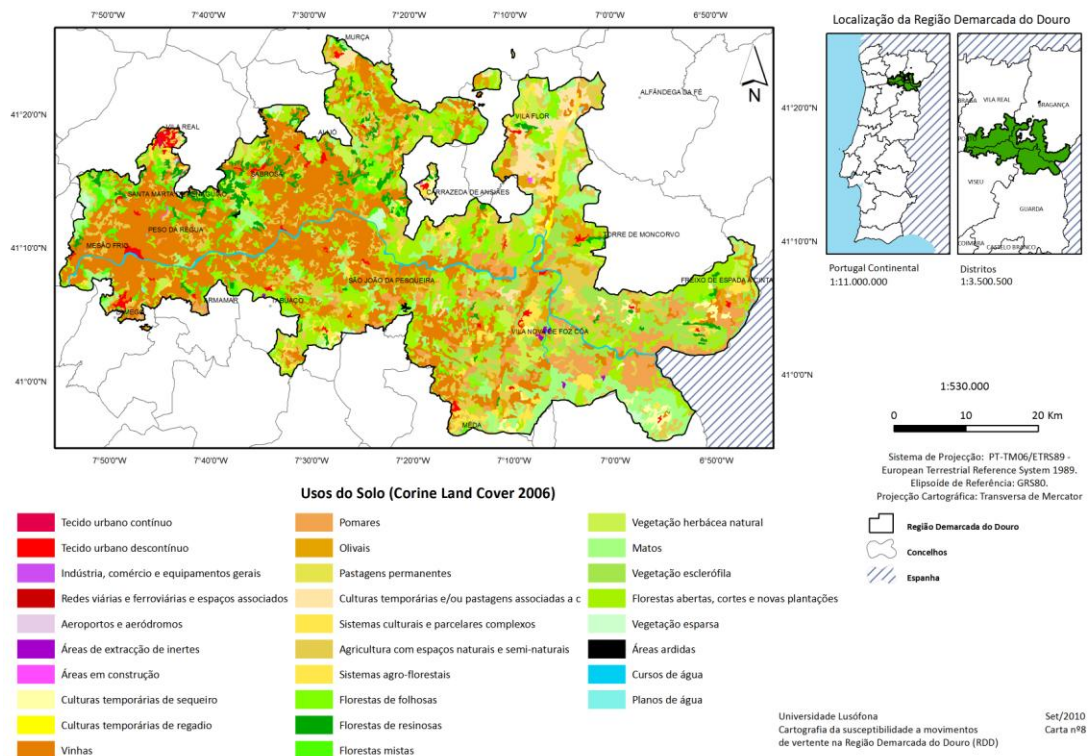 7°50'0"W 7°40'0"W 7°30'0"W 7°20'0"W 7°10'0"W 7°0'0"W 6°50'0"W
41°20'0"N
41°10'0"N
41°0'0"N
MURÇA
ALFÂNDEGA DA FÉ
VILA FLOR
VILA REAL
ALIJÓ
SABROSA
CARRAZEDA DE ANSIÃES
PESO DA RÉGUA
MESÃO FRIO
TORRE DE MONCORVO
SÃO JOÃO DA PESQUEIRA
FREIXO DE ESPADA À CINTA
ARMAMAR
TABUAÇO
LAMEGO
VILA NOVA DE FOZ CÔA
MÊDA
N
41°20'0"N
41°10'0"N
41°0'0"N
7°50'0"W 7°40'0"W 7°30'0"W 7°20'0"W 7°10'0"W 7°0'0"W 6°50'0"W
Localização da Região Demarcada do Douro
VILA REAL
BRAGANÇA
VISEU
GUARDA
COIMBRA
CASTELO BRANCO
Portugal Continental
1:11.000.000
Distritos
1:3.500.500
1:530.000
0 10 20 Km
Sistema de Projecção: PT-TM06/ETRS89 -
European Terrestrial Reference System 1989.
Elipsoíde de Referência: GRS80.
Projecção Cartográfica: Transversa de Mercator
Região Demarcada do Douro
Concelhos
Espanha
Usos do Solo (Corine Land Cover 2006)
Tecido urbano contínuo
Tecido urbano descontínuo
Indústria, comércio e equipamentos gerais
Redes viárias e ferroviárias e espaços associados
Aeroportos e aeródromos
Áreas de extracção de inertes
Áreas em construção
Culturas temporárias de sequeiro
Culturas temporárias de regadio
Vinhas
Pomares
Olivais
Pastagens permanentes
Culturas temporárias e/ou pastagens associadas a c
Sistemas culturais e parcelares complexos
Agricultura com espaços naturais e semi-naturais
Sistemas agro-florestais
Florestas de folhosas
Florestas de resinosas
Florestas mistas
Vegetação herbácea natural
Matos
Vegetação esclerófila
Florestas abertas, cortes e novas plantações
Vegetação esparsa
Áreas ardidas
Cursos de água
Planos de água
Universidade Lusófona
Cartografia da susceptibilidade a movimentos
de vertente na Região Demarcada do Douro (RDD)
Set/2010
Carta nº8